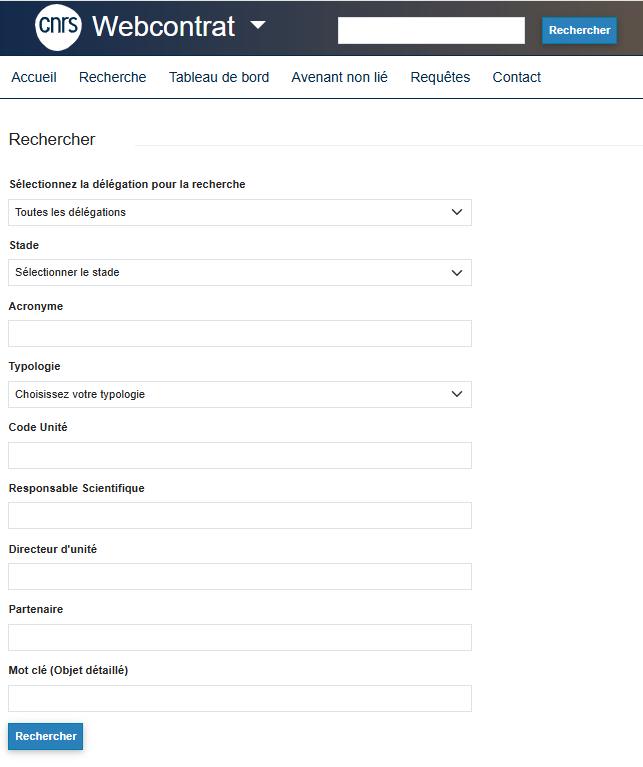 cnrs Webcontrat Rechercher
Accueil Recherche Tableau de bord Avenant non lié Requêtes Contact
Rechercher
Sélectionnez la délégation pour la recherche
Toutes les délégations
Stade
Sélectionner le stade
Acronyme
Typologie
Choisissez votre typologie
Code Unité
Responsable Scientifique
Directeur d'unité
Partenaire
Mot clé (Objet détaillé)
Rechercher